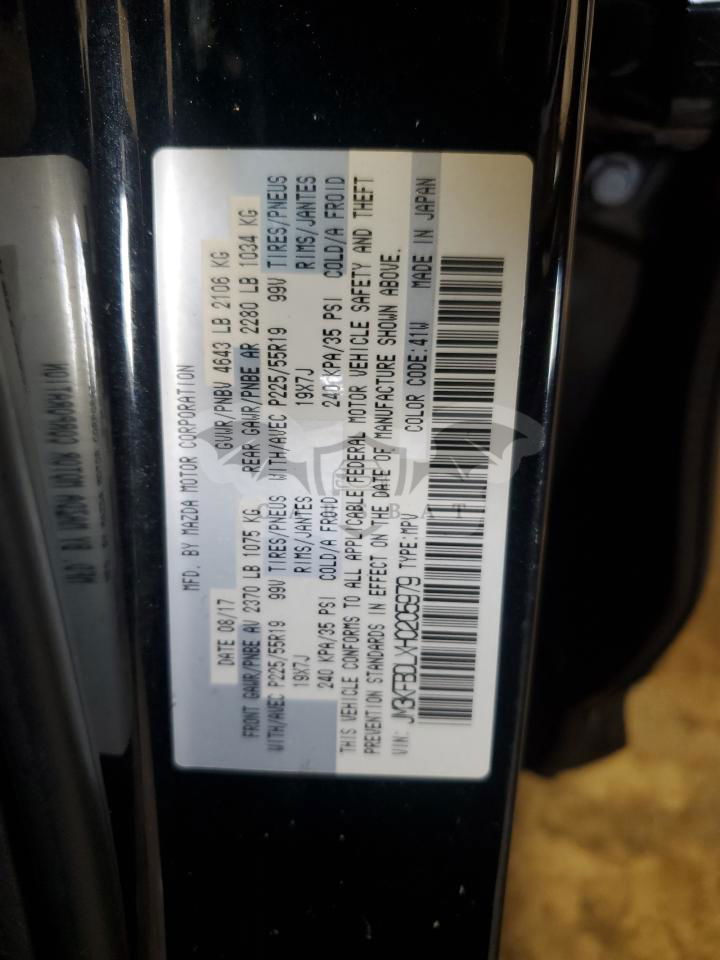 MFD. BY MAZDA MOTOR CORPORATION
DATE 08/17 GVWR/PNBV 4643 LB 2106 KG
FRONT GAWR/PNBE AV 2370 LB 1075 KG REAR GAWR/PNBE AR 2280 LB 1034 KG
WITH/AVEC P225/55R19 99V TIRES/PNEUS WITH/AVEC P225/55R19 99V TIRES/PNEUS
19X7J RIMS/JANTES 19X7J RIMS/JANTES
240 KPA/35 PSI COLD/A FROID 240 KPA/35 PSI COLD/A FROID
THIS VEHICLE CONFORMS TO ALL APPLICABLE FEDERAL MOTOR VEHICLE SAFETY AND THEFT
PREVENTION STANDARDS IN EFFECT ON THE DATE OF MANUFACTURE SHOWN ABOVE.
VIN: JM3KFBDLXH0205979 TYPE:MPV COLOR CODE:41W MADE IN JAPAN